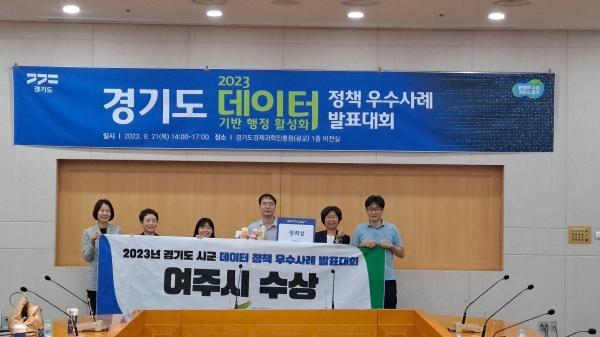 경기도
경기도
2023
데이터
기반 행정 활성화
정책 우수사례
발표대회
일시 | 2023. 9. 21(목) 14:00~17:00 장소 | 경기도경제과학진흥원(광교) 1층 비전실
장려상
2023년 경기도 시군 데이터 정책 우수사례 발표대회
여주시 수상